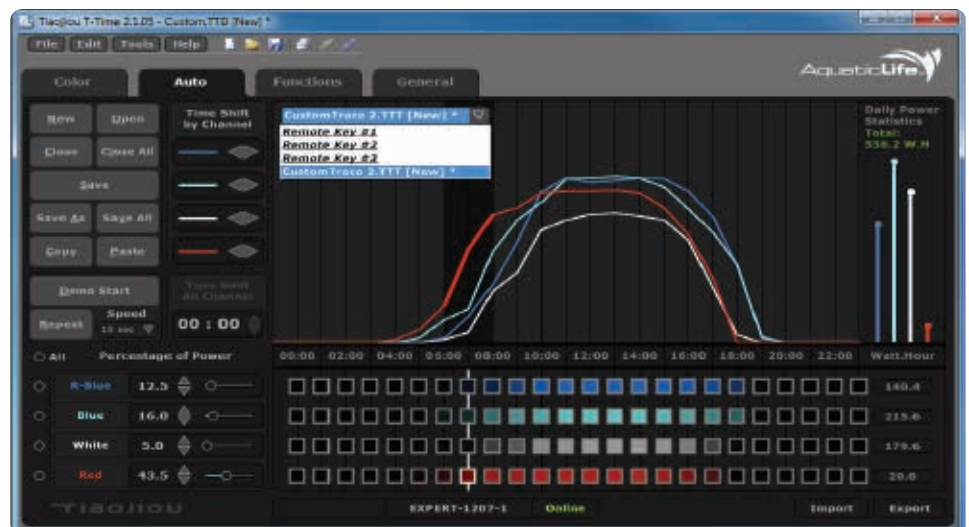 Tiaojiou T-Time 2.1.05 - Custom.TTD [New] *
File Edit Tools Help
AquaticLife
Color Auto Functions General
New Open
Close Close All
Save
Save As Save All
Copy Paste
Demo Start
Repeat Speed
10 sec
Time Shift
by Channel
Time Shift
All Channel
00 : 00
CustomTrace 2.TTT [New] *
Remote Key #1
Remote Key #2
Remote Key #3
CustomTrace 2.TTT [New] *
Daily Power
Statistics
Total:
556.2 W.H
All Percentage of Power 00:00 02:00 04:00 06:00 08:00 10:00 12:00 14:00 16:00 18:00 20:00 22:00 Watt.Hour
R-Blue 12.5 140.4
Blue 16.0 215.6
White 5.0 179.6
Red 43.5 20.6
TIAOJIOU EXPERT-1207-1 Online Import Export